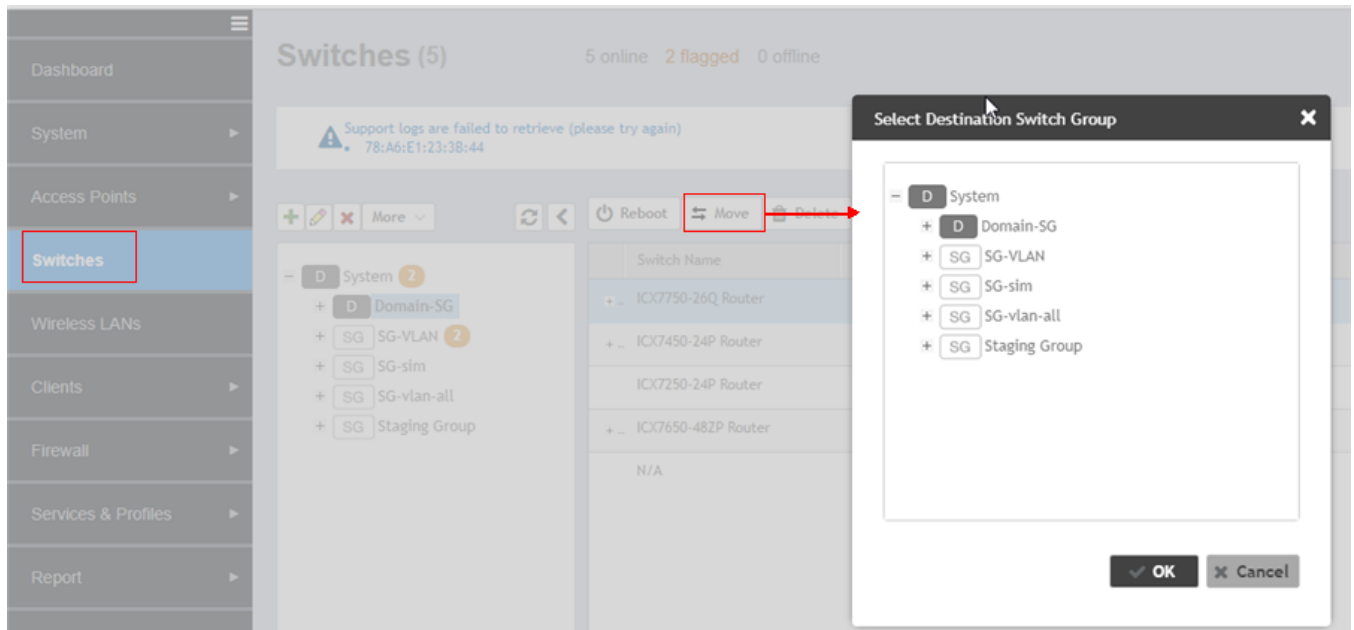 Dashboard
System
Access Points
Switches
Wireless LANs
Clients
Firewall
Services & Profiles
Report
Switches (5)
5 online 2 flagged 0 offline
Support logs are failed to retrieve (please try again)
78:A6:E1:23:3B:44
More
D System 2
D Domain-SG
SG SG-VLAN 2
SG SG-sim
SG SG-vlan-all
SG Staging Group
Reboot Move Delete
Switch Name
ICX7750-26Q Router
ICX7450-24P Router
ICX7250-24P Router
ICX7650-48ZP Router
N/A
Select Destination Switch Group
D System
D Domain-SG
SG SG-VLAN
SG SG-sim
SG SG-vlan-all
SG Staging Group
OK Cancel